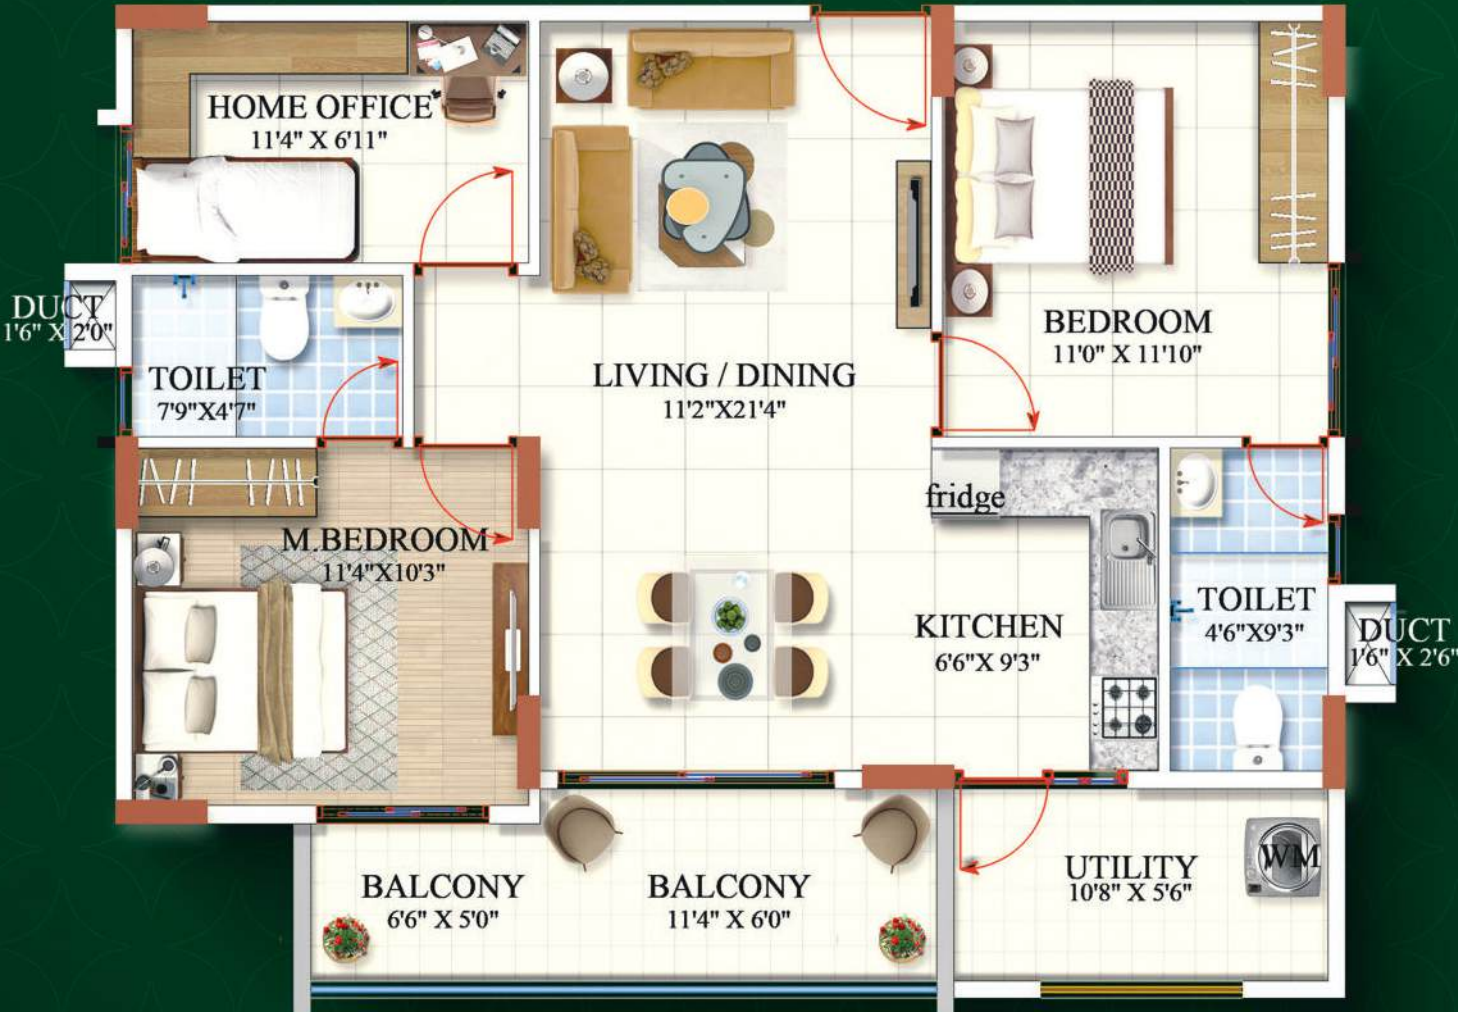 HOME OFFICE
11'4" X 6'11"
DUCT
1'6" X 2'0"
TOILET
7'9"X4'7"
LIVING / DINING
11'2"X21'4"
BEDROOM
11'0" X 11'10"
fridge
M.BEDROOM
11'4"X10'3"
KITCHEN
6'6"X 9'3"
TOILET
4'6"X9'3"
DUCT
1'6" X 2'6"
BALCONY
6'6" X 5'0"
BALCONY
11'4" X 6'0"
UTILITY
10'8" X 5'6"
WM